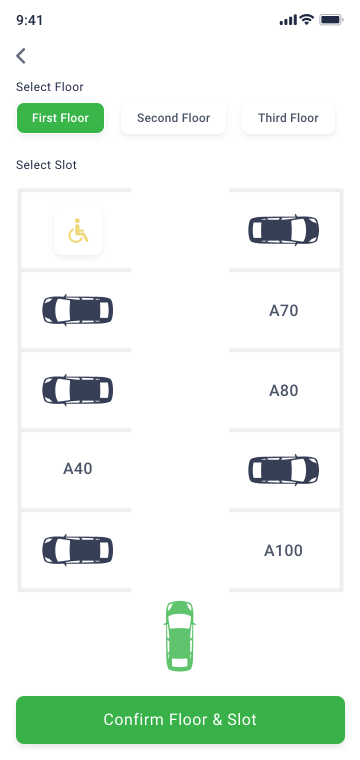 9:41
Select Floor
First Floor
Second Floor
Third Floor
Select Slot
A70
A80
A40
A100
Confirm Floor & Slot